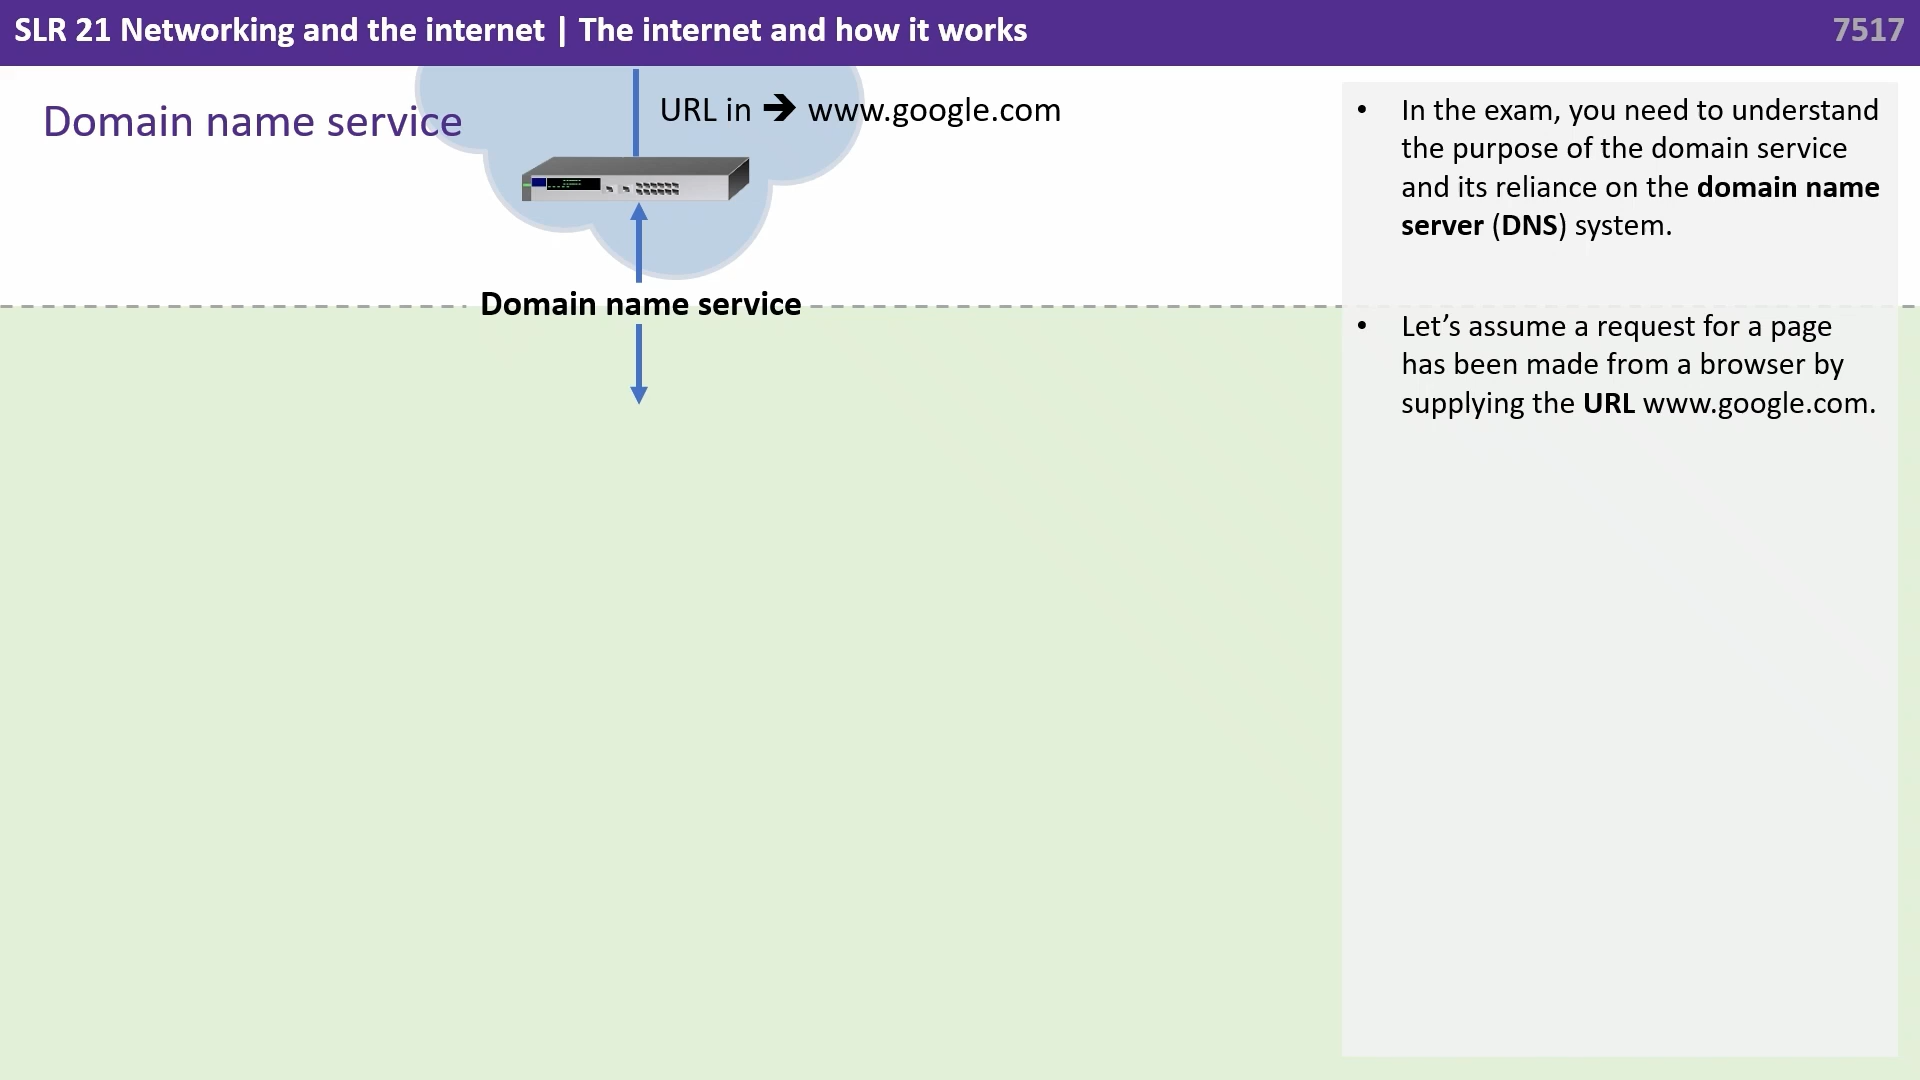 SLR 21 Networking and the internet | The internet and how it works
7517
Domain name service
URL in ➔ www.google.com
Domain name service
• In the exam, you need to understand
the purpose of the domain service
and its reliance on the domain name
server (DNS) system.
• Let’s assume a request for a page
has been made from a browser by
supplying the URL www.google.com.